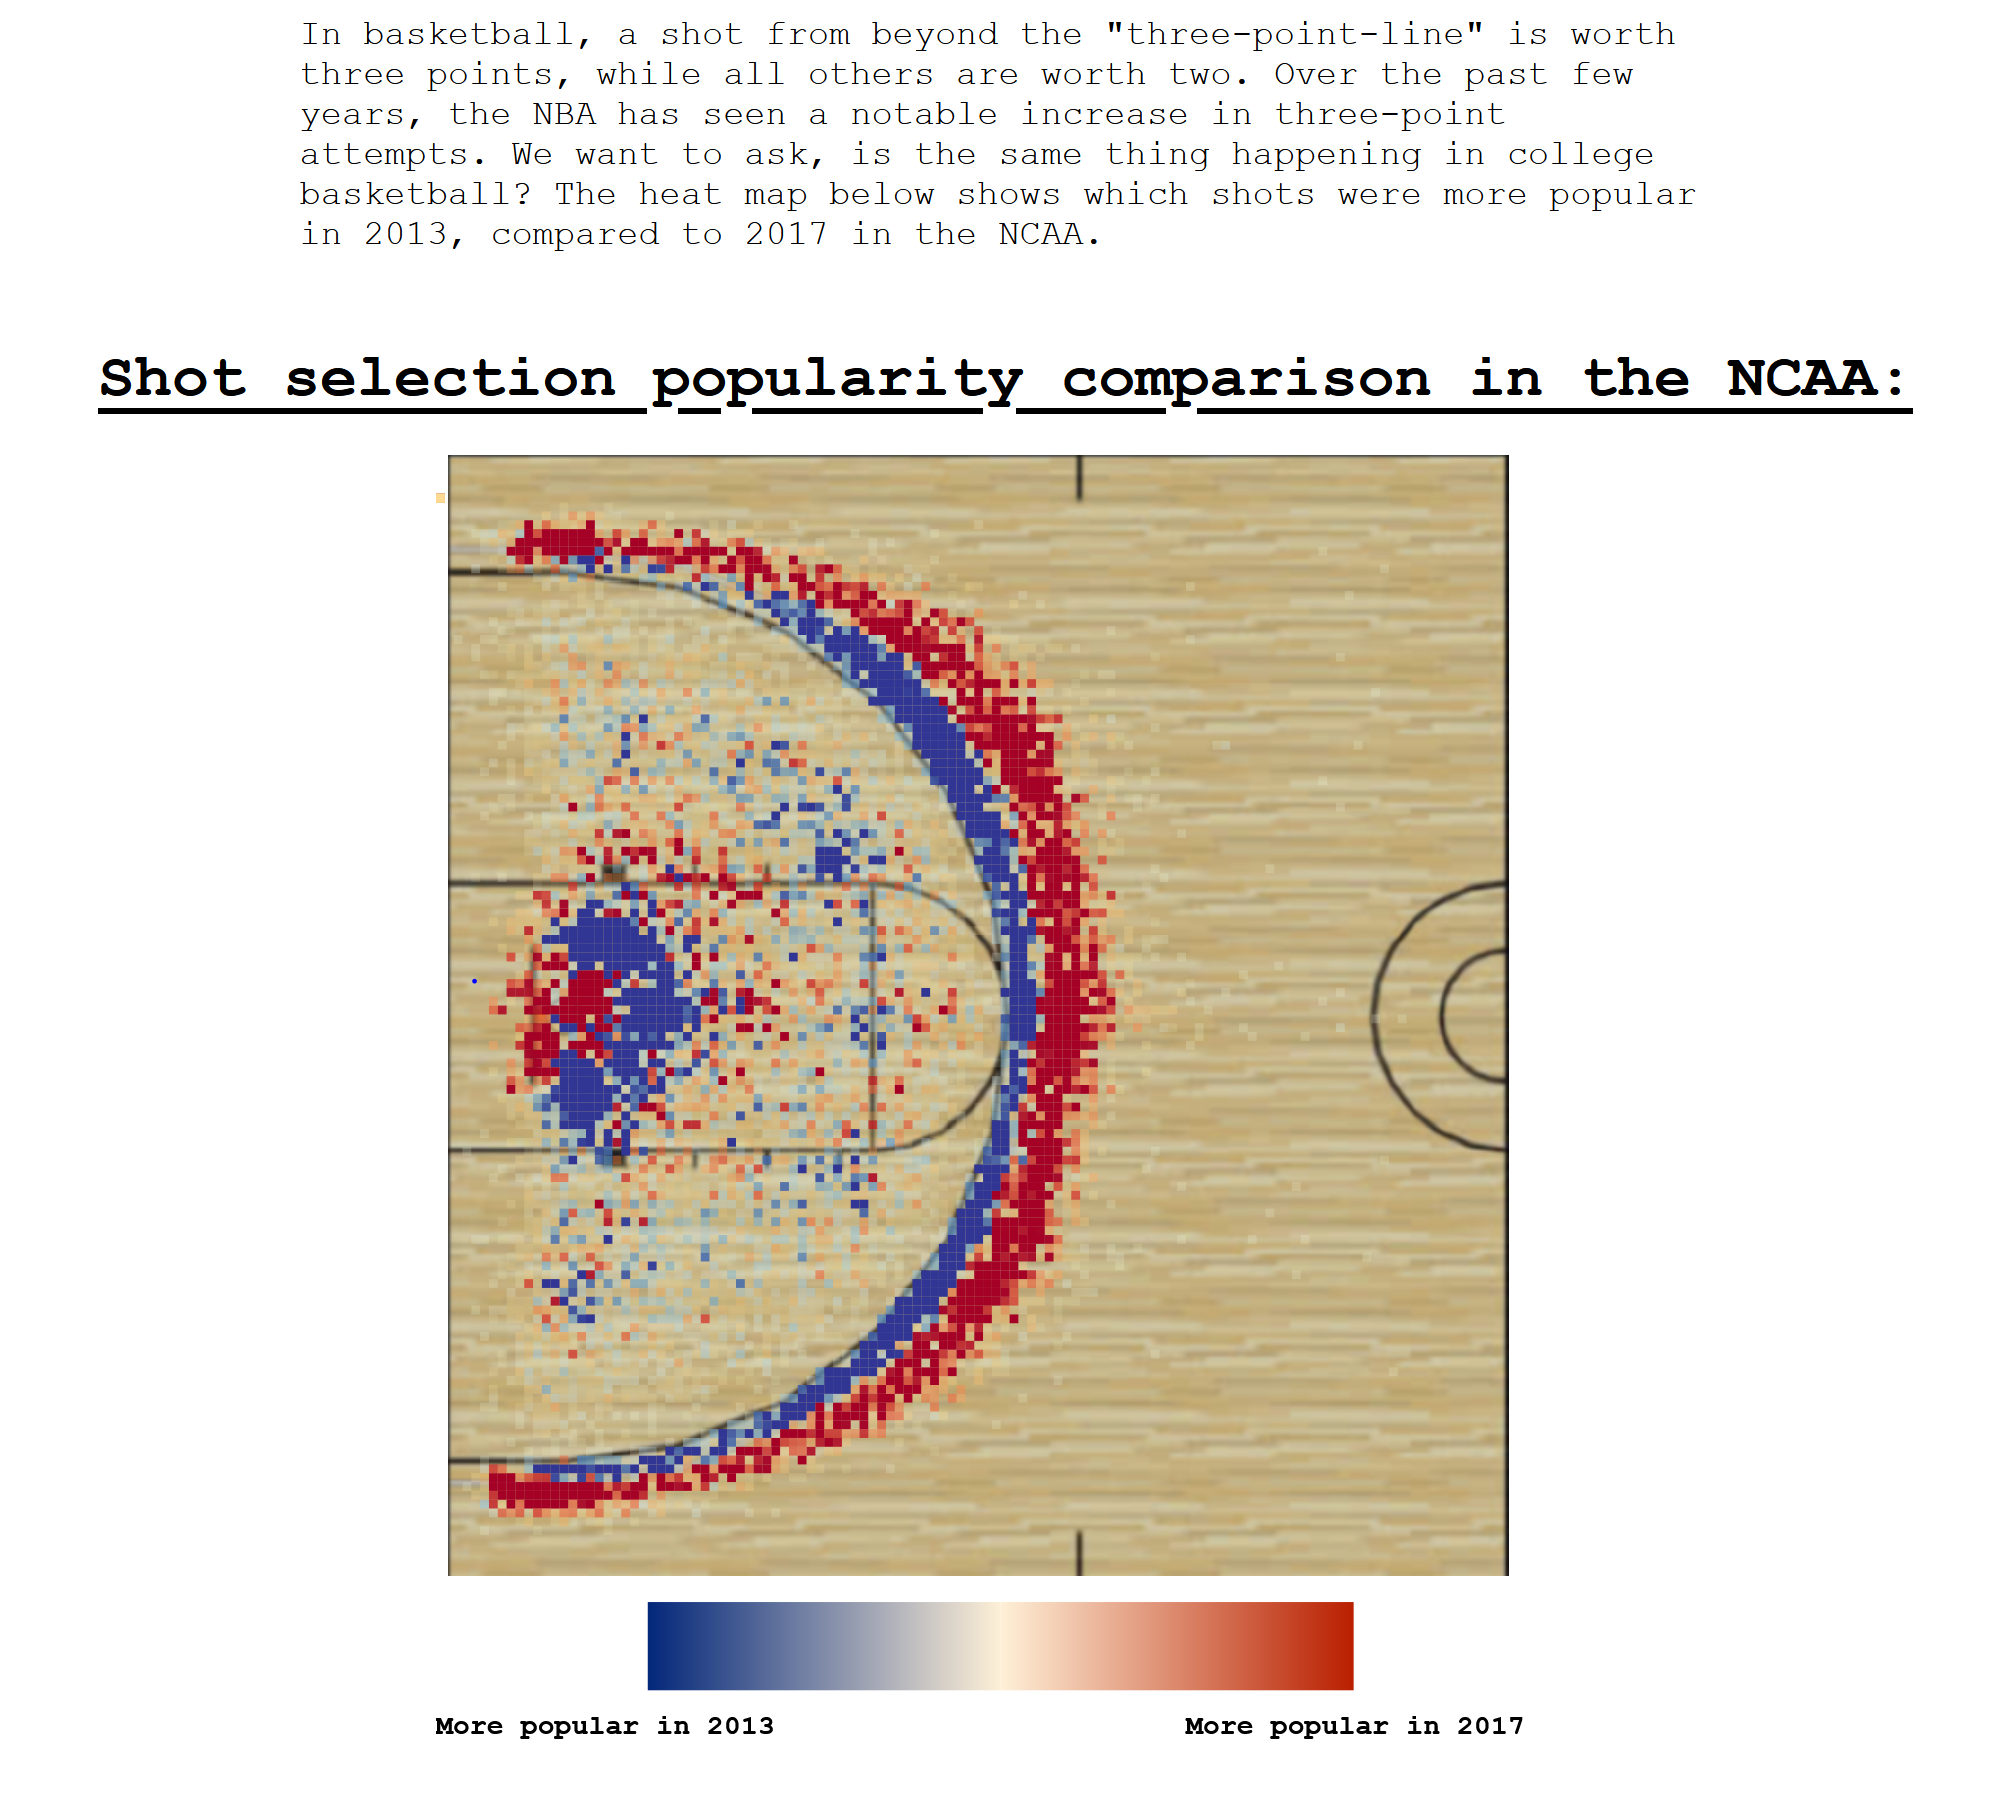 In basketball, a shot from beyond the "three-point-line" is worth
three points, while all others are worth two. Over the past few
years, the NBA has seen a notable increase in three-point
attempts. We want to ask, is the same thing happening in college
basketball? The heat map below shows which shots were more popular
in 2013, compared to 2017 in the NCAA.
Shot selection popularity comparison in the NCAA:
More popular in 2013
More popular in 2017